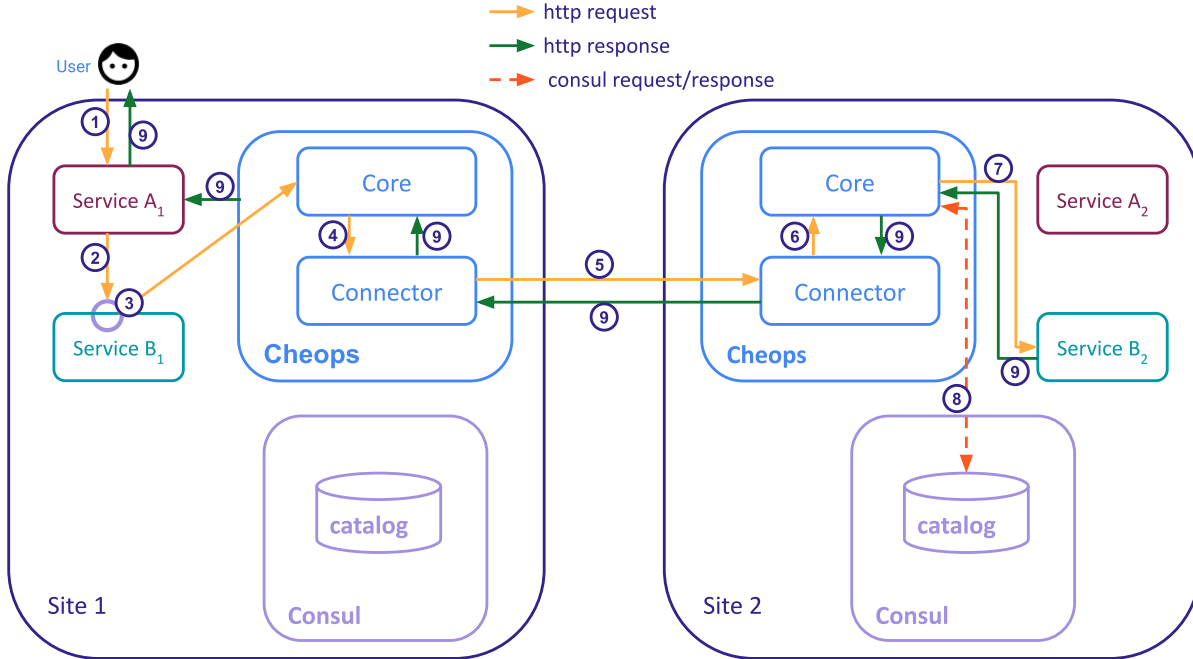 http request
http response
consul request/response
User
1
9
Service A1
9
2
3
Service B1
Core
4
9
Connector
Cheops
catalog
Consul
Site 1
5
9
Core
6
9
Connector
Cheops
7
Service A2
Service B2
9
8
catalog
Consul
Site 2